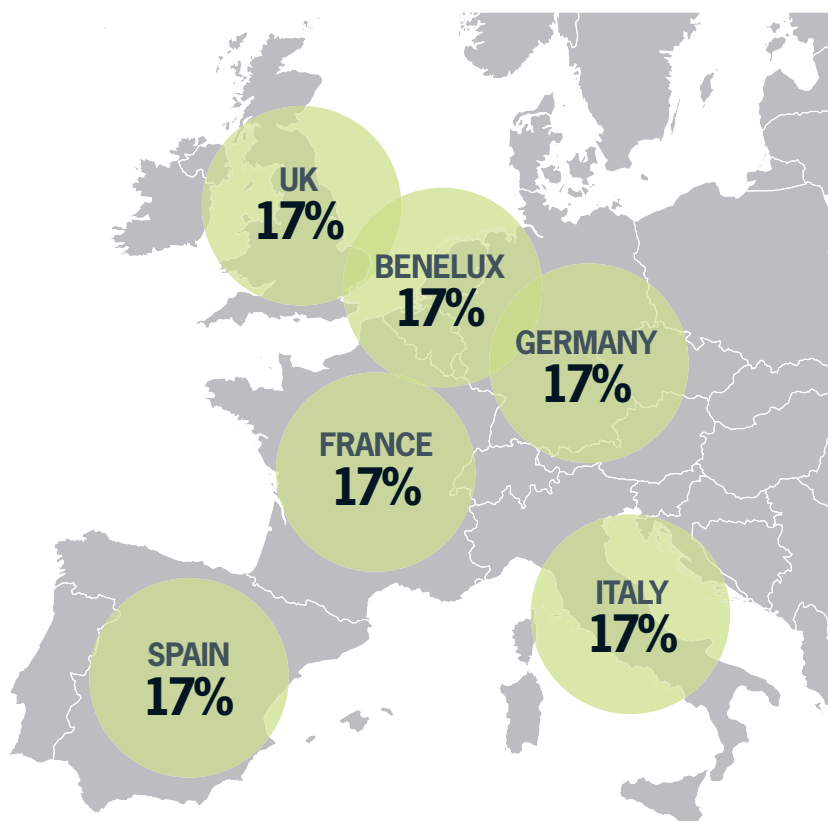 UK
17%
BENELUX
17%
GERMANY
17%
FRANCE
17%
ITALY
17%
SPAIN
17%